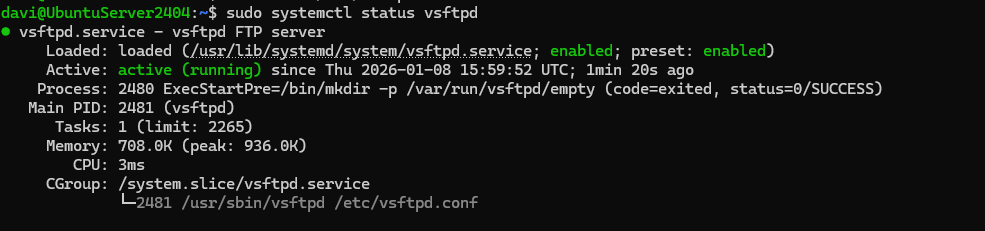 davi@UbuntuServer2404:~$ sudo systemctl status vsftpd
● vsftpd.service - vsftpd FTP server
     Loaded: loaded (/usr/lib/systemd/system/vsftpd.service; enabled; preset: enabled)
     Active: active (running) since Thu 2026-01-08 15:59:52 UTC; 1min 20s ago
    Process: 2480 ExecStartPre=/bin/mkdir -p /var/run/vsftpd/empty (code=exited, status=0/SUCCESS)
   Main PID: 2481 (vsftpd)
      Tasks: 1 (limit: 2265)
     Memory: 708.0K (peak: 936.0K)
        CPU: 3ms
     CGroup: /system.slice/vsftpd.service
             └─2481 /usr/sbin/vsftpd /etc/vsftpd.conf